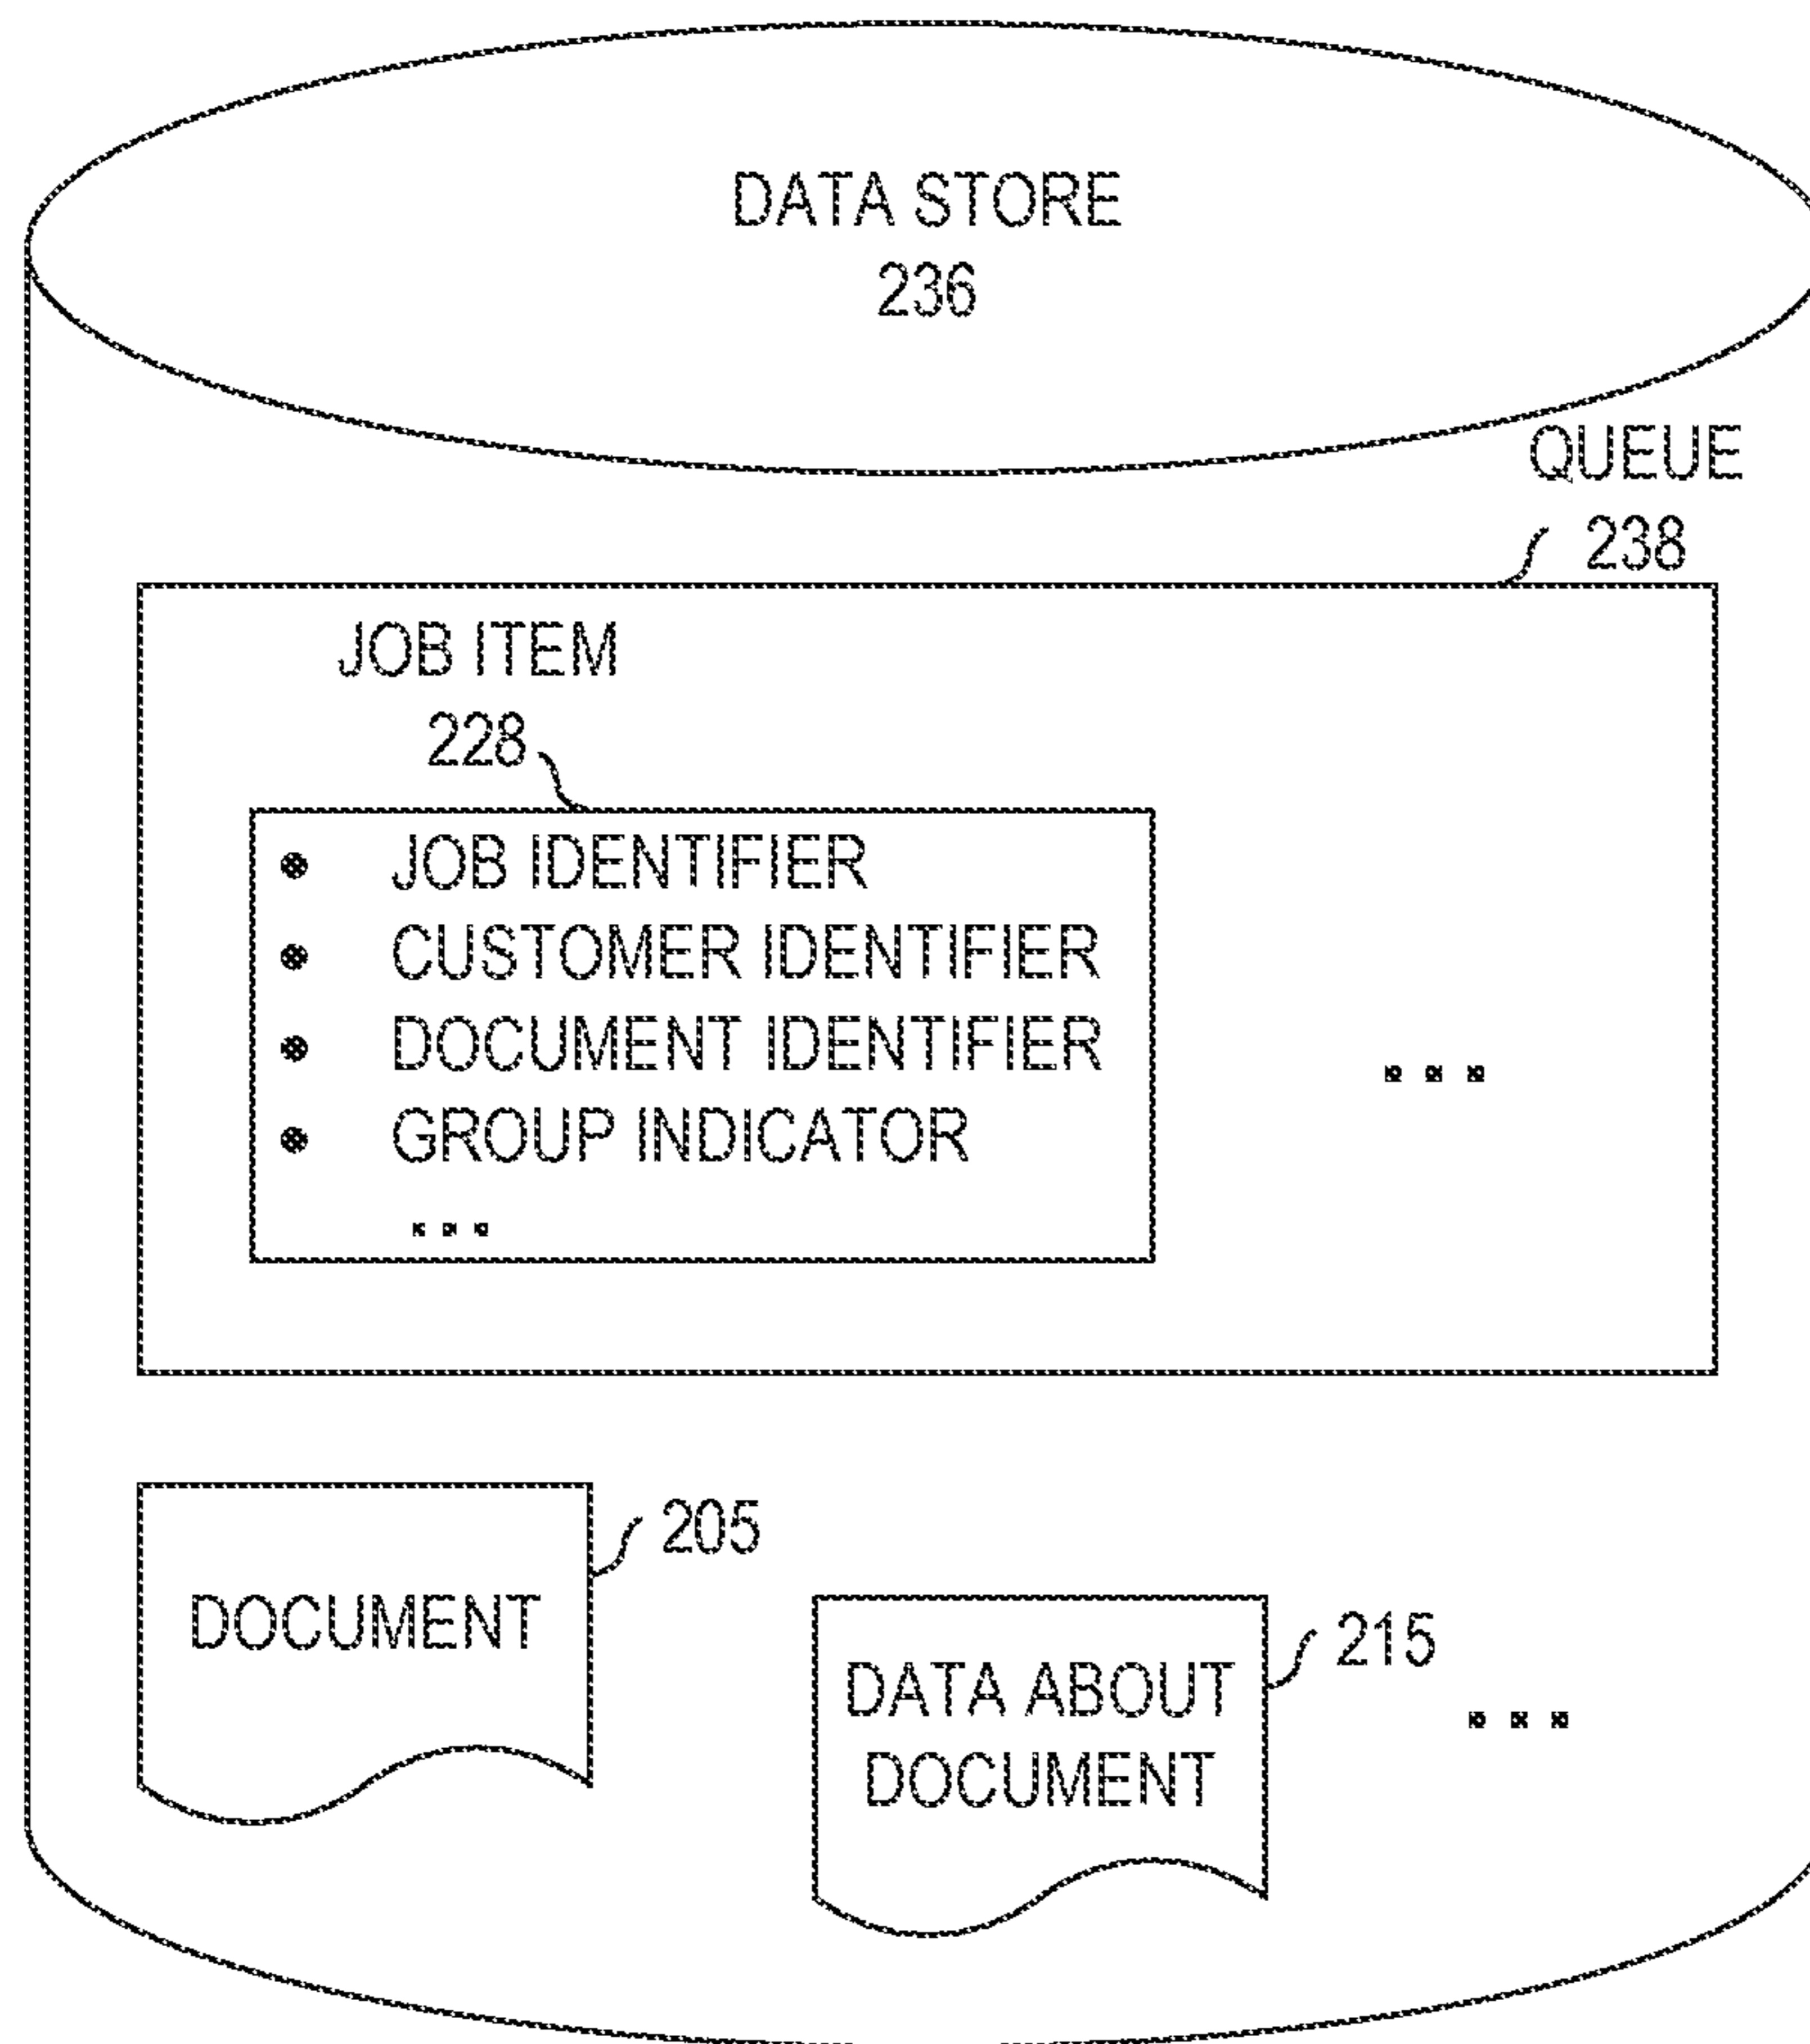 DATA STORE
236
QUEUE
238
JOB ITEM
228
• JOB IDENTIFIER
• CUSTOMER IDENTIFIER
• DOCUMENT IDENTIFIER
• GROUP INDICATOR
...
...
DOCUMENT
205
DATA ABOUT
DOCUMENT
215
...